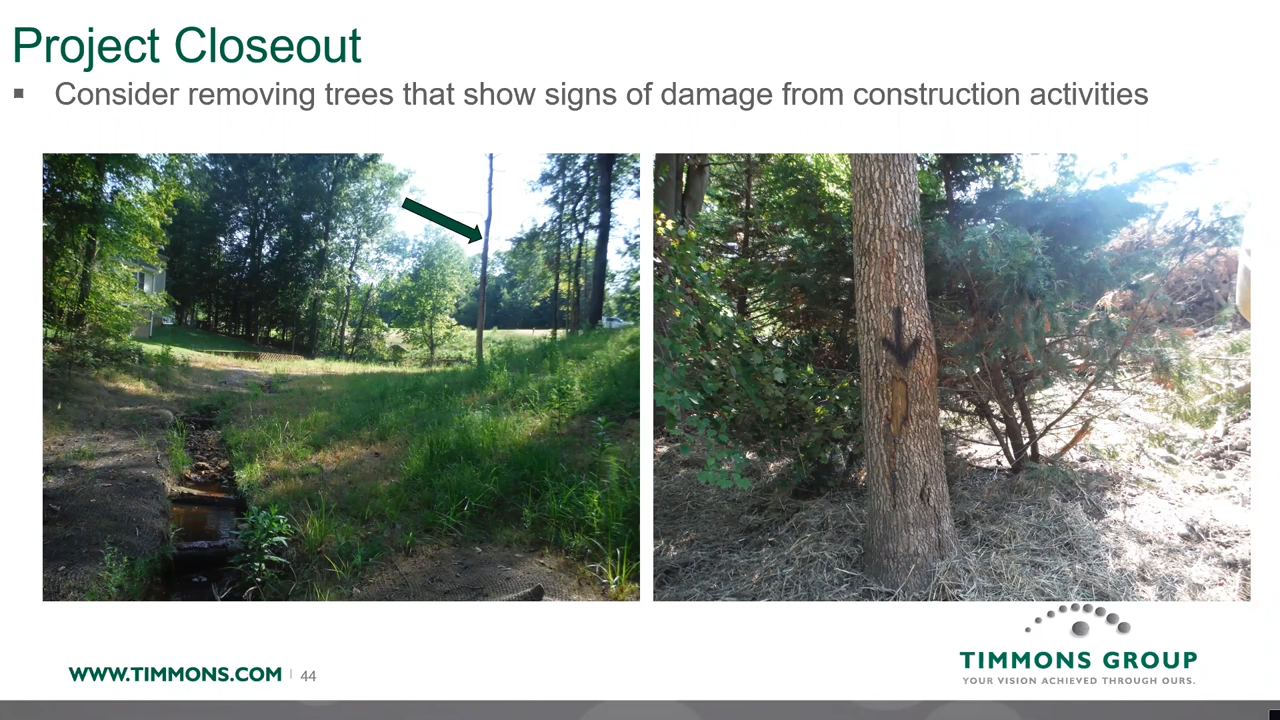 Project Closeout
▪ Consider removing trees that show signs of damage from construction activities
WWW.TIMMONS.COM | 44
TIMMONS GROUP
YOUR VISION ACHIEVED THROUGH OURS.